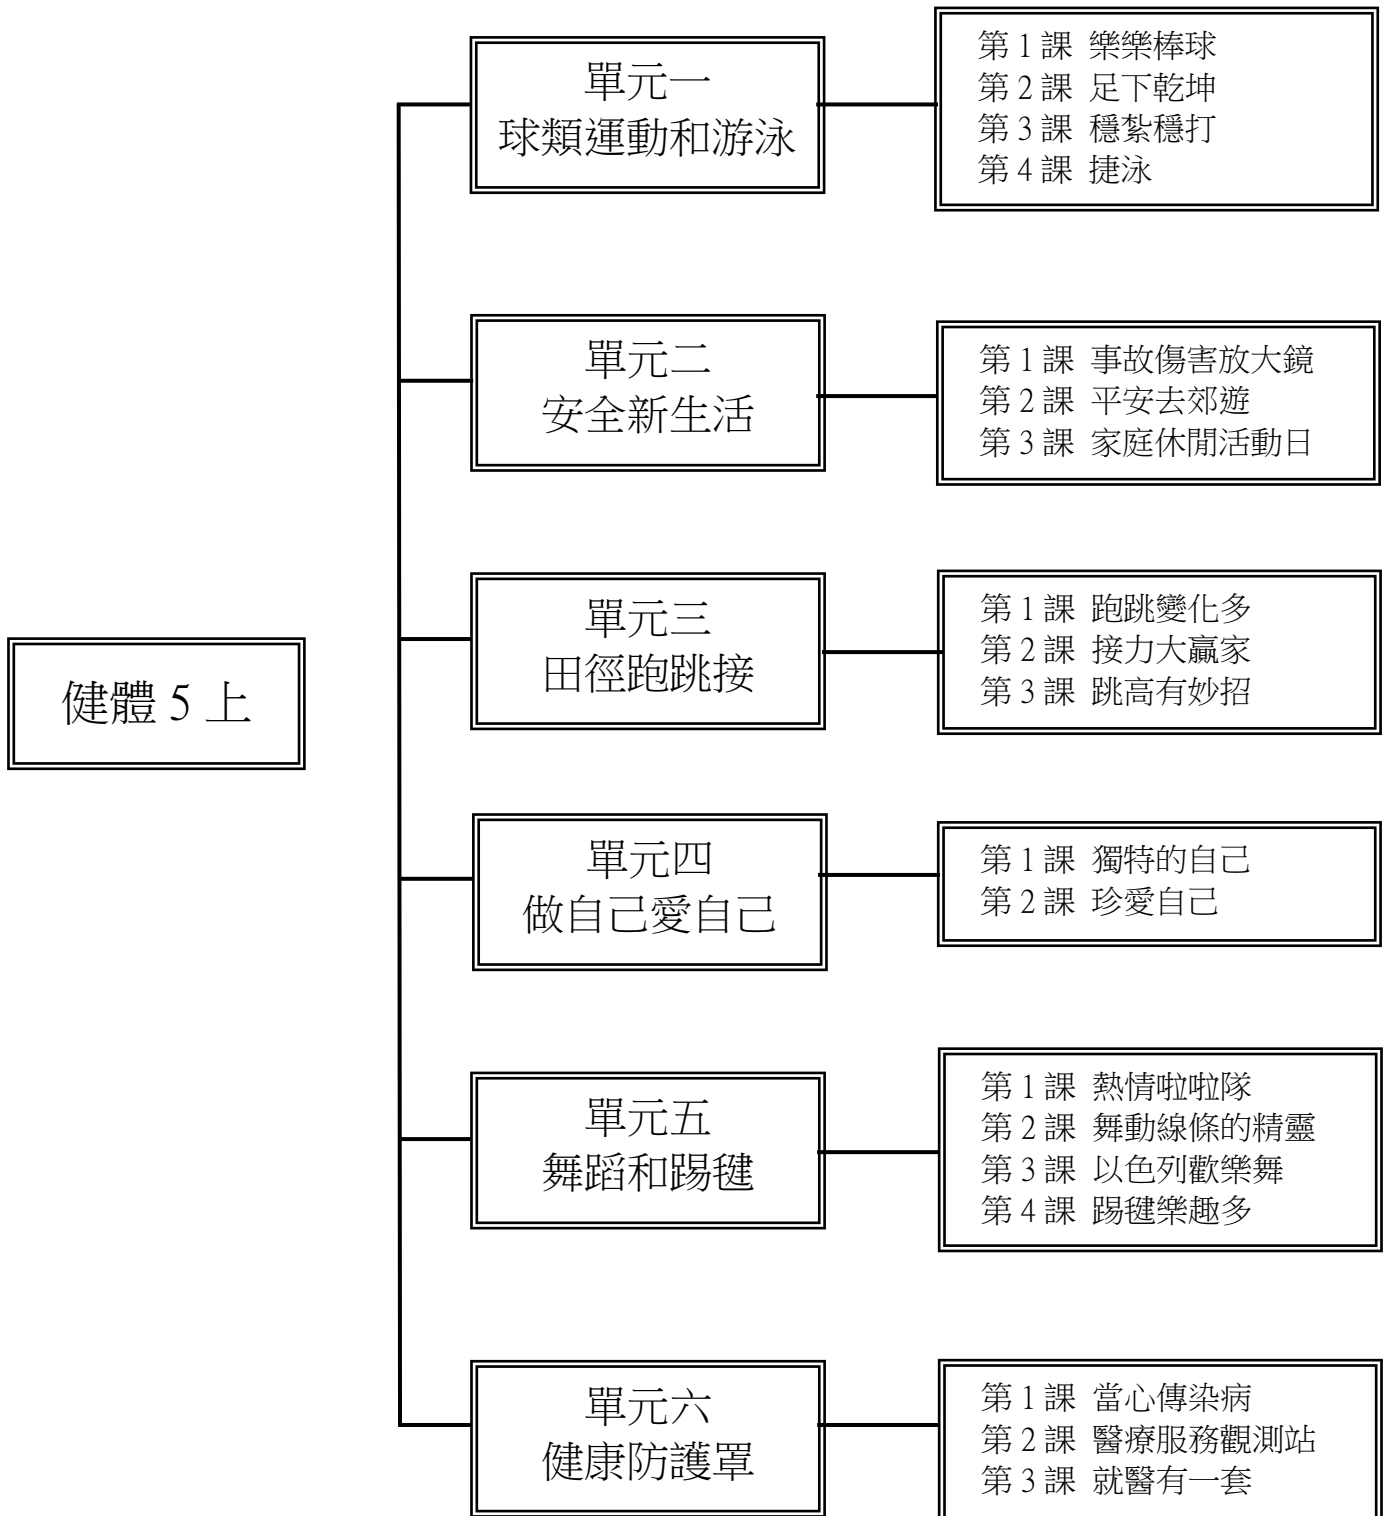 健體 5 上
單元一
球類運動和游泳
第 1 課 樂樂棒球
第 2 課 足下乾坤
第 3 課 穩紮穩打
第 4 課 捷泳
單元二
安全新生活
第 1 課 事故傷害放大鏡
第 2 課 平安去郊遊
第 3 課 家庭休閒活動日
單元三
田徑跑跳接
第 1 課 跑跳變化多
第 2 課 接力大贏家
第 3 課 跳高有妙招
單元四
做自己愛自己
第 1 課 獨特的自己
第 2 課 珍愛自己
單元五
舞蹈和踢毽
第 1 課 熱情啦啦隊
第 2 課 舞動線條的精靈
第 3 課 以色列歡樂舞
第 4 課 踢毽樂趣多
單元六
健康防護罩
第 1 課 當心傳染病
第 2 課 醫療服務觀測站
第 3 課 就醫有一套